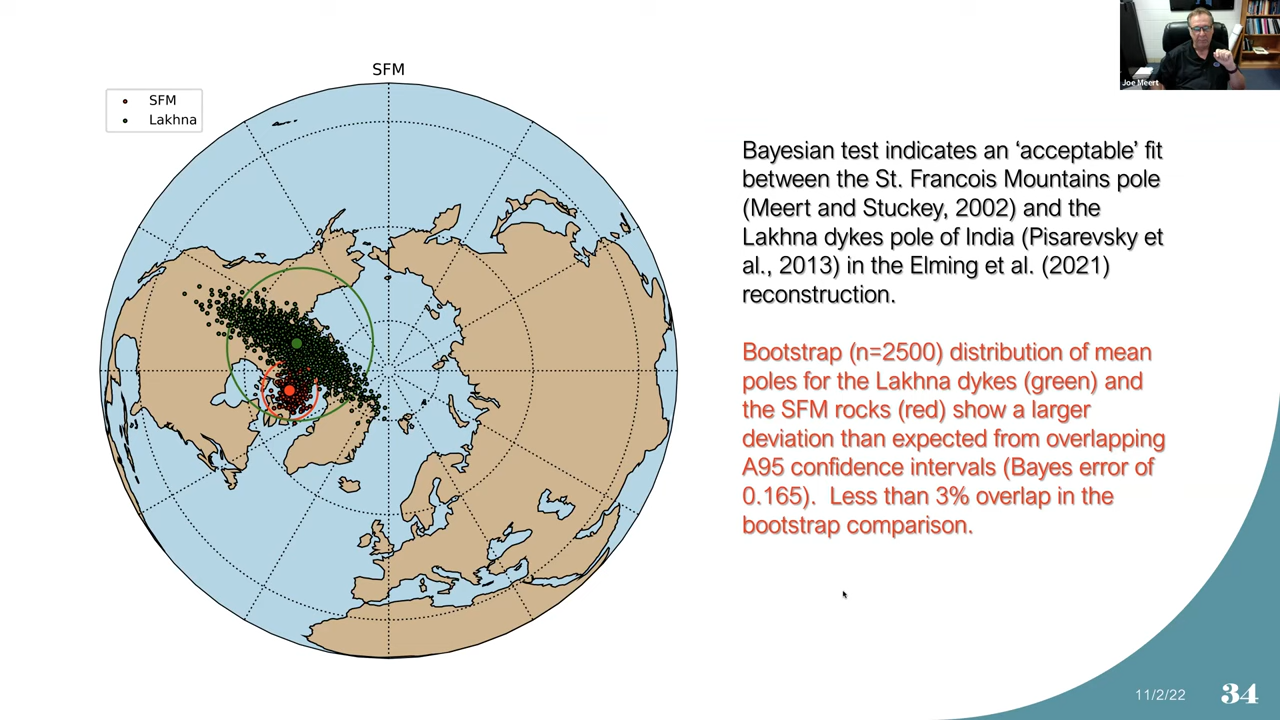 SFM
SFM
Lakhna
Joe Meert
Bayesian test indicates an ‘acceptable’ fit
between the St. Francois Mountains pole
(Meert and Stuckey, 2002) and the
Lakhna dykes pole of India (Pisarevsky et
al., 2013) in the Elming et al. (2021)
reconstruction.
Bootstrap (n=2500) distribution of mean
poles for the Lakhna dykes (green) and
the SFM rocks (red) show a larger
deviation than expected from overlapping
A95 confidence intervals (Bayes error of
0.165).  Less than 3% overlap in the
bootstrap comparison.
11/2/22
34